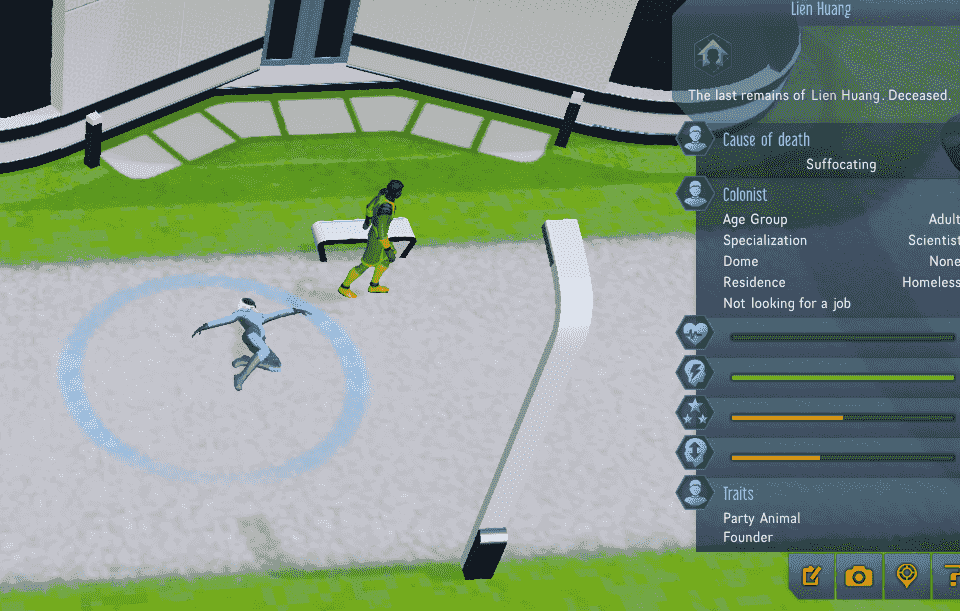 Lien Huang
The last remains of Lien Huang. Deceased.
Cause of death
Suffocating
Colonist
Age Group Adult
Specialization Scientist
Dome None
Residence Homeless
Not looking for a job
Traits
Party Animal
Founder